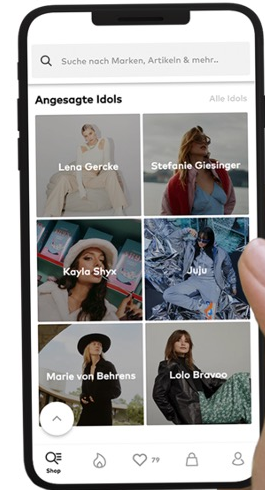 Suche nach Marken, Artikeln & mehr..
Angesagte Idols
Alle Idols
Lena Gercke
Stefanie Giesinger
Kayla Shyx
Juju
Marie von Behrens
Lolo Bravoo
79
Shop